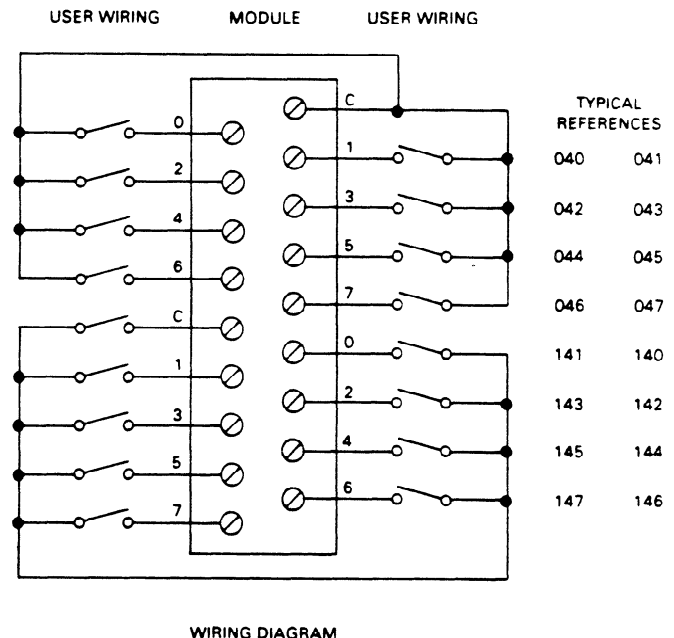 USER WIRING MODULE USER WIRING
C
TYPICAL
REFERENCES
0
1 040 041
2
3 042 043
4
5 044 045
6
7 046 047
C
0 141 140
1
2 143 142
3
4 145 144
5
6 147 146
7
WIRING DIAGRAM